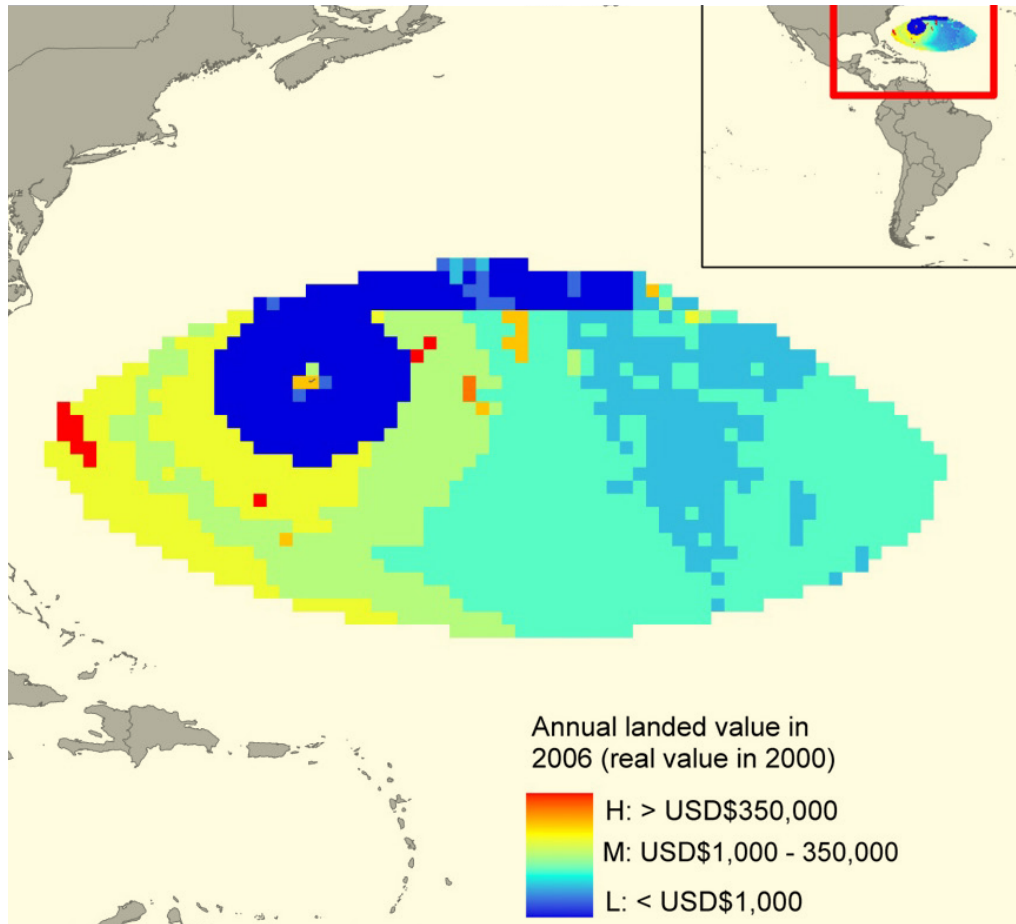 Annual landed value in
2006 (real value in 2000)
H: > USD$350,000
M: USD$1,000 - 350,000
L: < USD$1,000